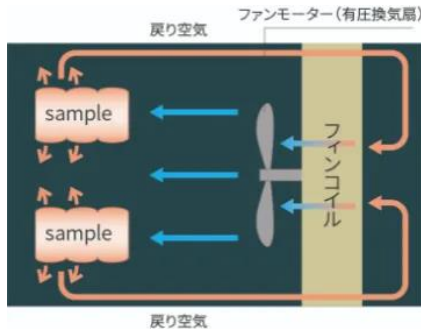 ファンモーター（有圧換気扇）
戻り空気
sample
フィンコイル
sample
戻り空気